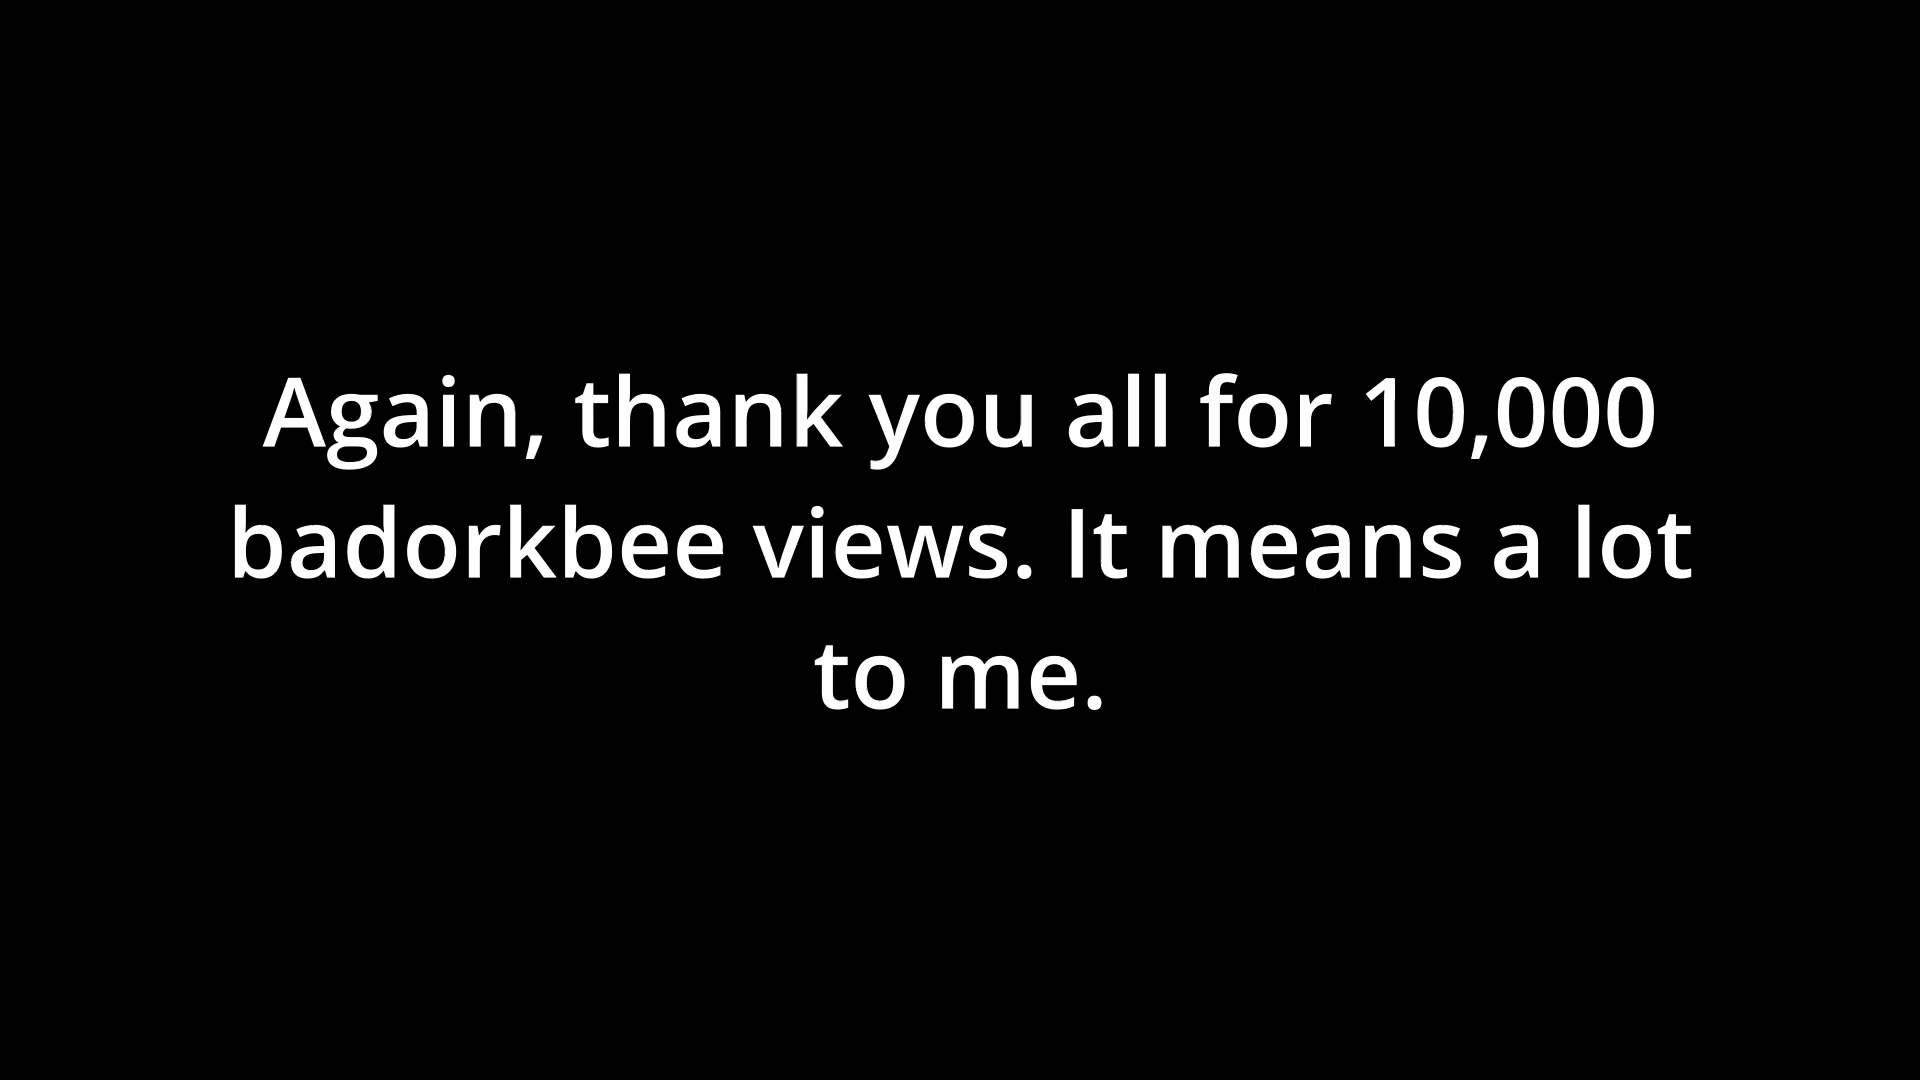 Again, thank you all for 10,000
badorkbee views. It means a lot
to me.